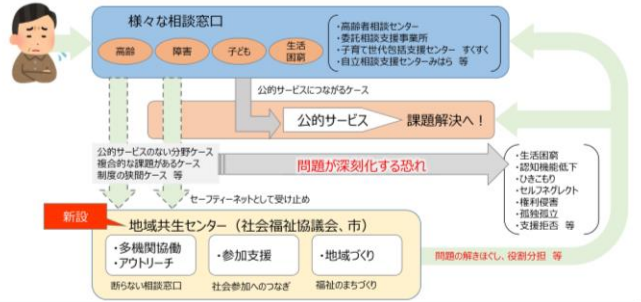 様々な相談窓口
高齢
障害
子ども
生活
困窮
・高齢者相談センター
・委託相談支援事業所
・子育て世代包括支援センター すくすく
・自立相談支援センターみはら 等
公的サービスにつながるケース
公的サービス
課題解決へ！
公的サービスのない分野ケース
複合的な課題があるケース
制度の狭間ケース 等
問題が深刻化する恐れ
・生活困窮
・認知機能低下
・ひきこもり
・セルフネグレクト
・権利侵害
・孤独孤立
・支援拒否 等
セーフティーネットとして受け止め
新設
地域共生センター（社会福祉協議会、市）
・多機関協働
・アウトリーチ
・参加支援
・地域づくり
断らない相談窓口
社会参加へのつなぎ
福祉のまちづくり
問題の解きほぐし、役割分担 等